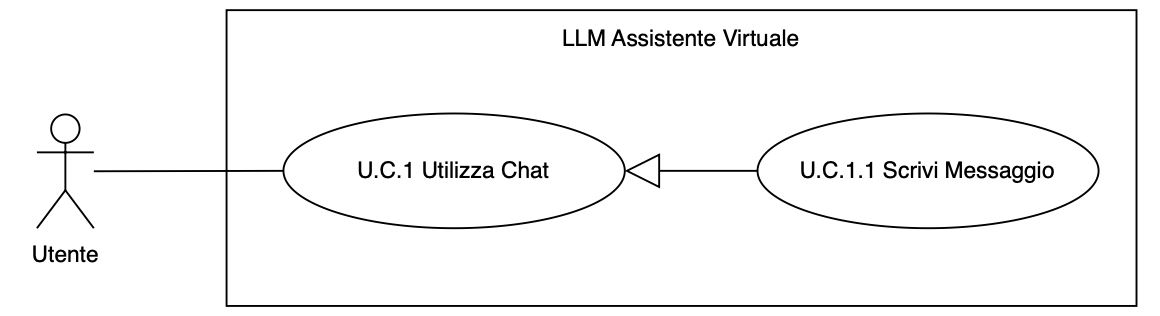 LLM Assistente Virtuale
U.C.1 Utilizza Chat
U.C.1.1 Scrivi Messaggio
Utente